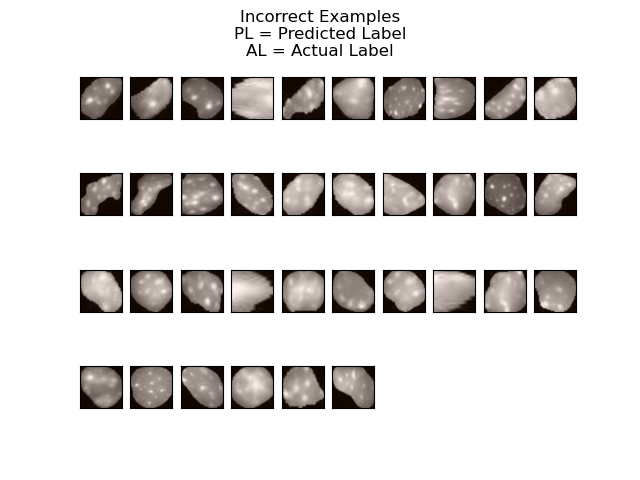 Incorrect Examples
PL = Predicted Label
AL = Actual Label